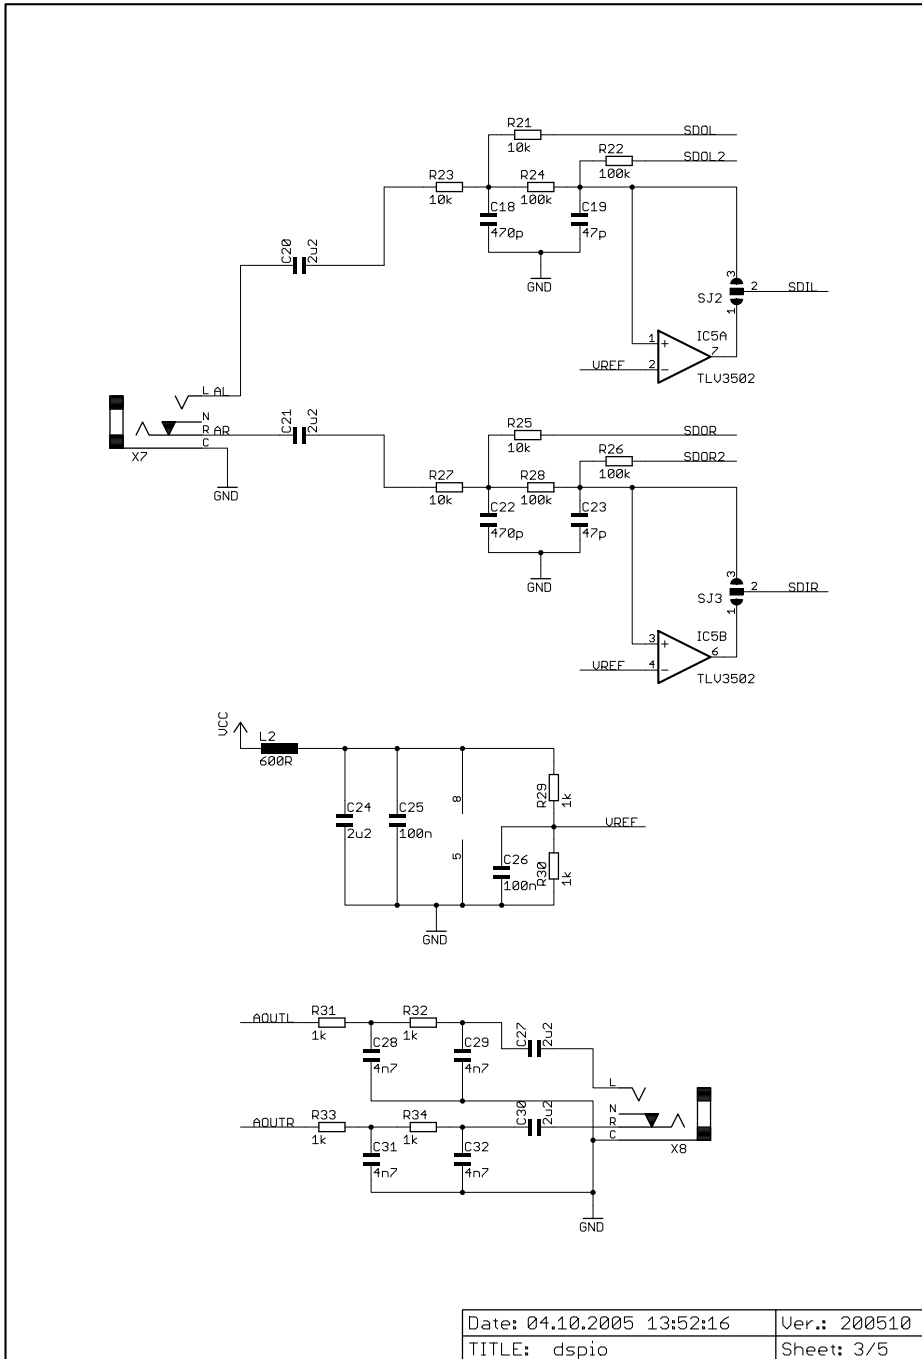 R21
10k
SDOL
R22
100k
SDOL2
R23
10k
R24
100k
C18
470p
C19
47p
GND
C20
2u2
3
SJ2
2
SDIL
1
IC5A
1
+
7
VREF
2
−
TLV3502
L AL
N
R AR
C
X7
GND
C21
2u2
R25
10k
SDOR
R26
100k
SDOR2
R27
10k
R28
100k
C22
470p
C23
47p
GND
3
SJ3
2
SDIR
1
IC5B
3
+
6
VREF
4
−
TLV3502
VCC
L2
600R
C24
2u2
C25
100n
8
5
R29
1k
VREF
C26
100n
R30
1k
GND
AOUTL
R31
1k
R32
1k
C27
2u2
C28
4n7
C29
4n7
L
N
R
C
X8
AOUTR
R33
1k
R34
1k
C30
2u2
C31
4n7
C32
4n7
GND
Date: 04.10.2005 13:52:16
Ver.: 200510
TITLE: dspio
Sheet: 3/5